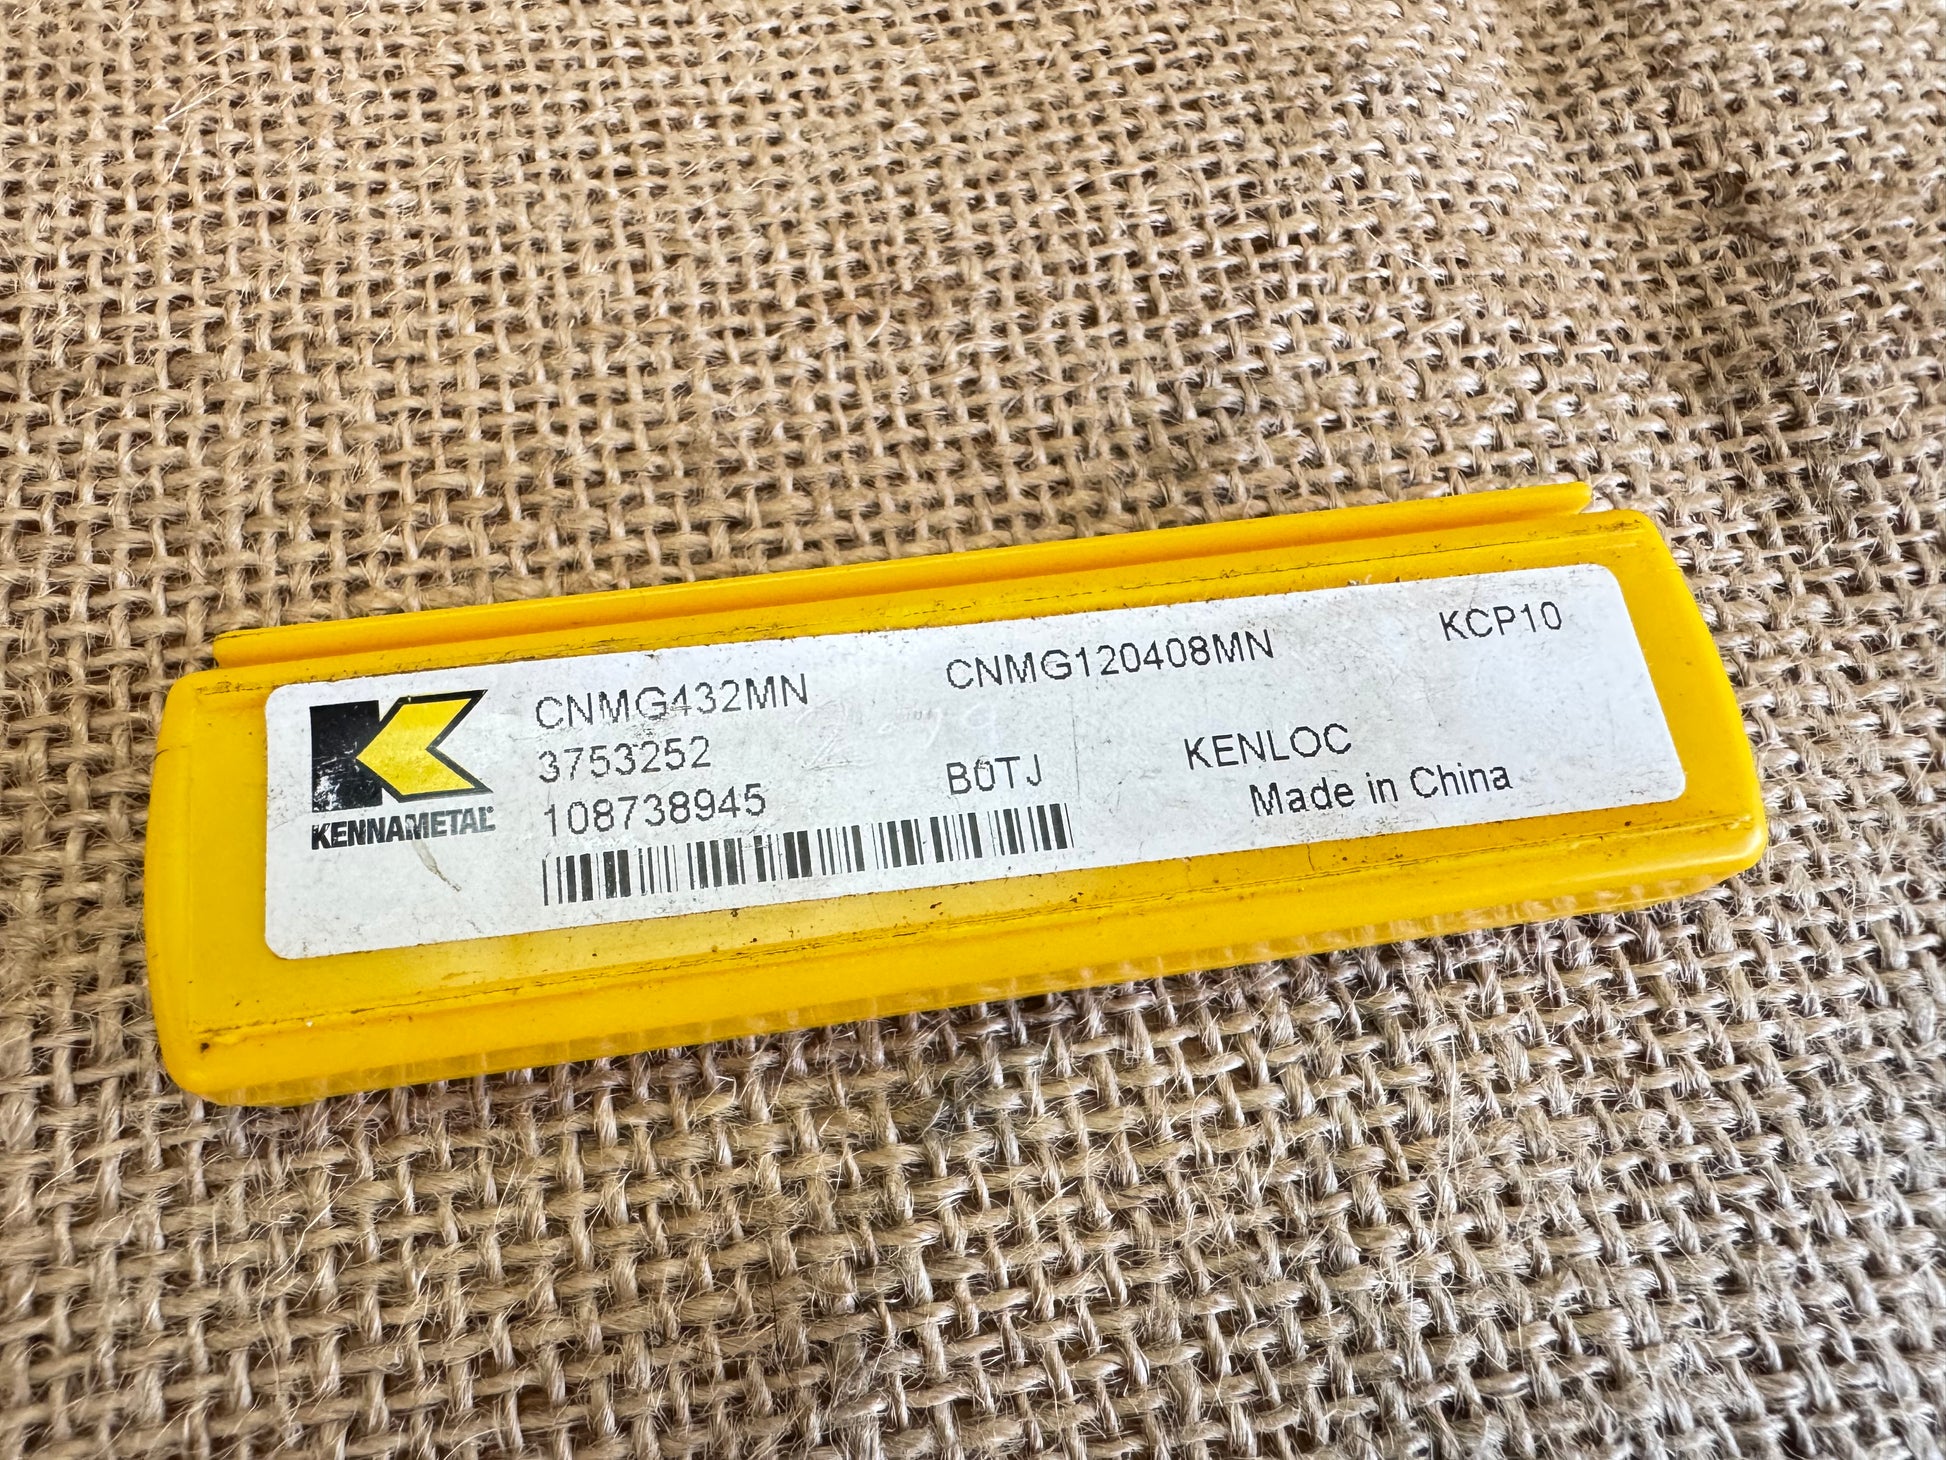 CNMG432MN CNMG120408MN KCP10
3753252
108738945 B0TJ KENLOC
Made in China
KENNAMETAL